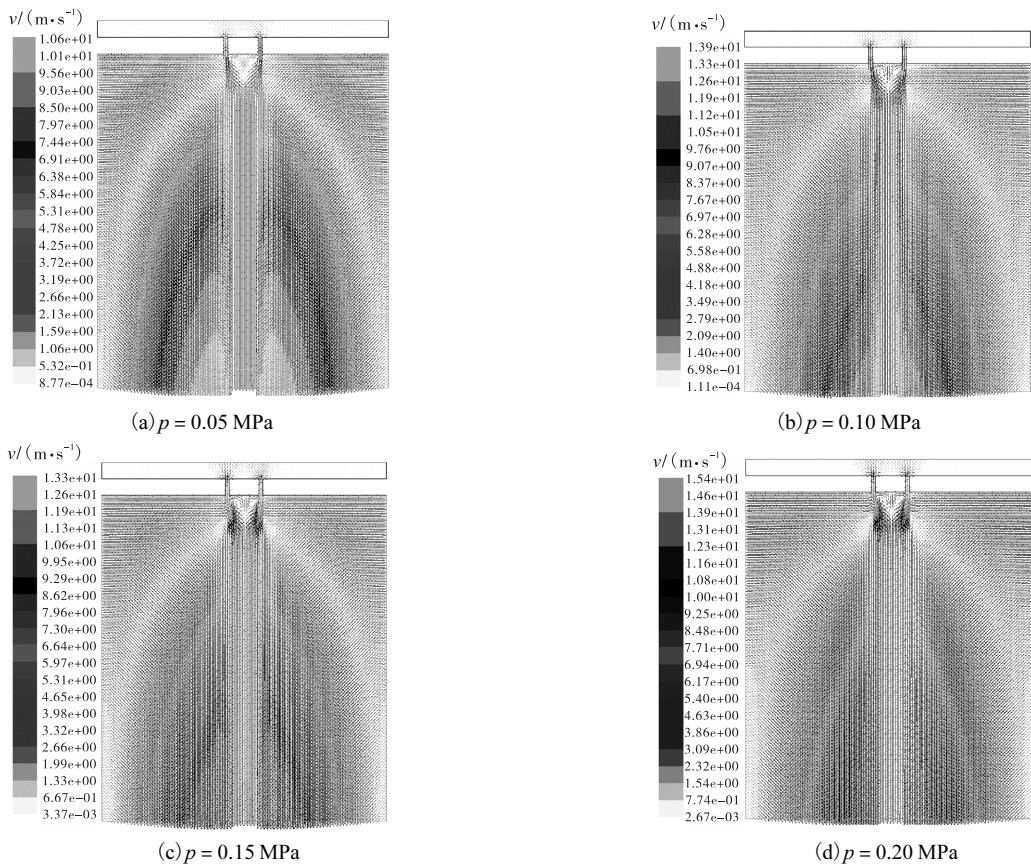 v/(m·s⁻¹)
1.06e+01
1.01e+01
9.56e+00
9.03e+00
8.50e+00
7.97e+00
7.44e+00
6.91e+00
6.38e+00
5.84e+00
5.31e+00
4.78e+00
4.25e+00
3.72e+00
3.19e+00
2.66e+00
2.13e+00
1.59e+00
1.06e+00
5.32e-01
8.77e-04
(a) p = 0.05 MPa
v/(m·s⁻¹)
1.39e+01
1.33e+01
1.26e+01
1.19e+01
1.12e+01
1.05e+01
9.76e+00
9.07e+00
8.37e+00
7.67e+00
6.97e+00
6.28e+00
5.58e+00
4.88e+00
4.18e+00
3.49e+00
2.79e+00
2.09e+00
1.40e+00
6.98e-01
1.11e-04
(b) p = 0.10 MPa
v/(m·s⁻¹)
1.33e+01
1.26e+01
1.19e+01
1.13e+01
1.06e+01
9.95e+00
9.29e+00
8.62e+00
7.96e+00
7.30e+00
6.64e+00
5.97e+01
5.31e+00
4.65e+00
3.98e+00
3.32e+00
2.66e+00
1.99e+00
1.33e+00
6.67e-01
3.37e-03
(c) p = 0.15 MPa
v/(m·s⁻¹)
1.54e+01
1.46e+01
1.39e+01
1.31e+01
1.23e+01
1.16e+01
1.08e+01
1.00e+01
9.25e+00
8.48e+00
7.71e+00
6.94e+00
6.17e+00
5.40e+00
4.63e+00
3.86e+00
3.09e+00
2.32e+00
1.54e+00
7.74e-01
2.67e-03
(d) p = 0.20 MPa